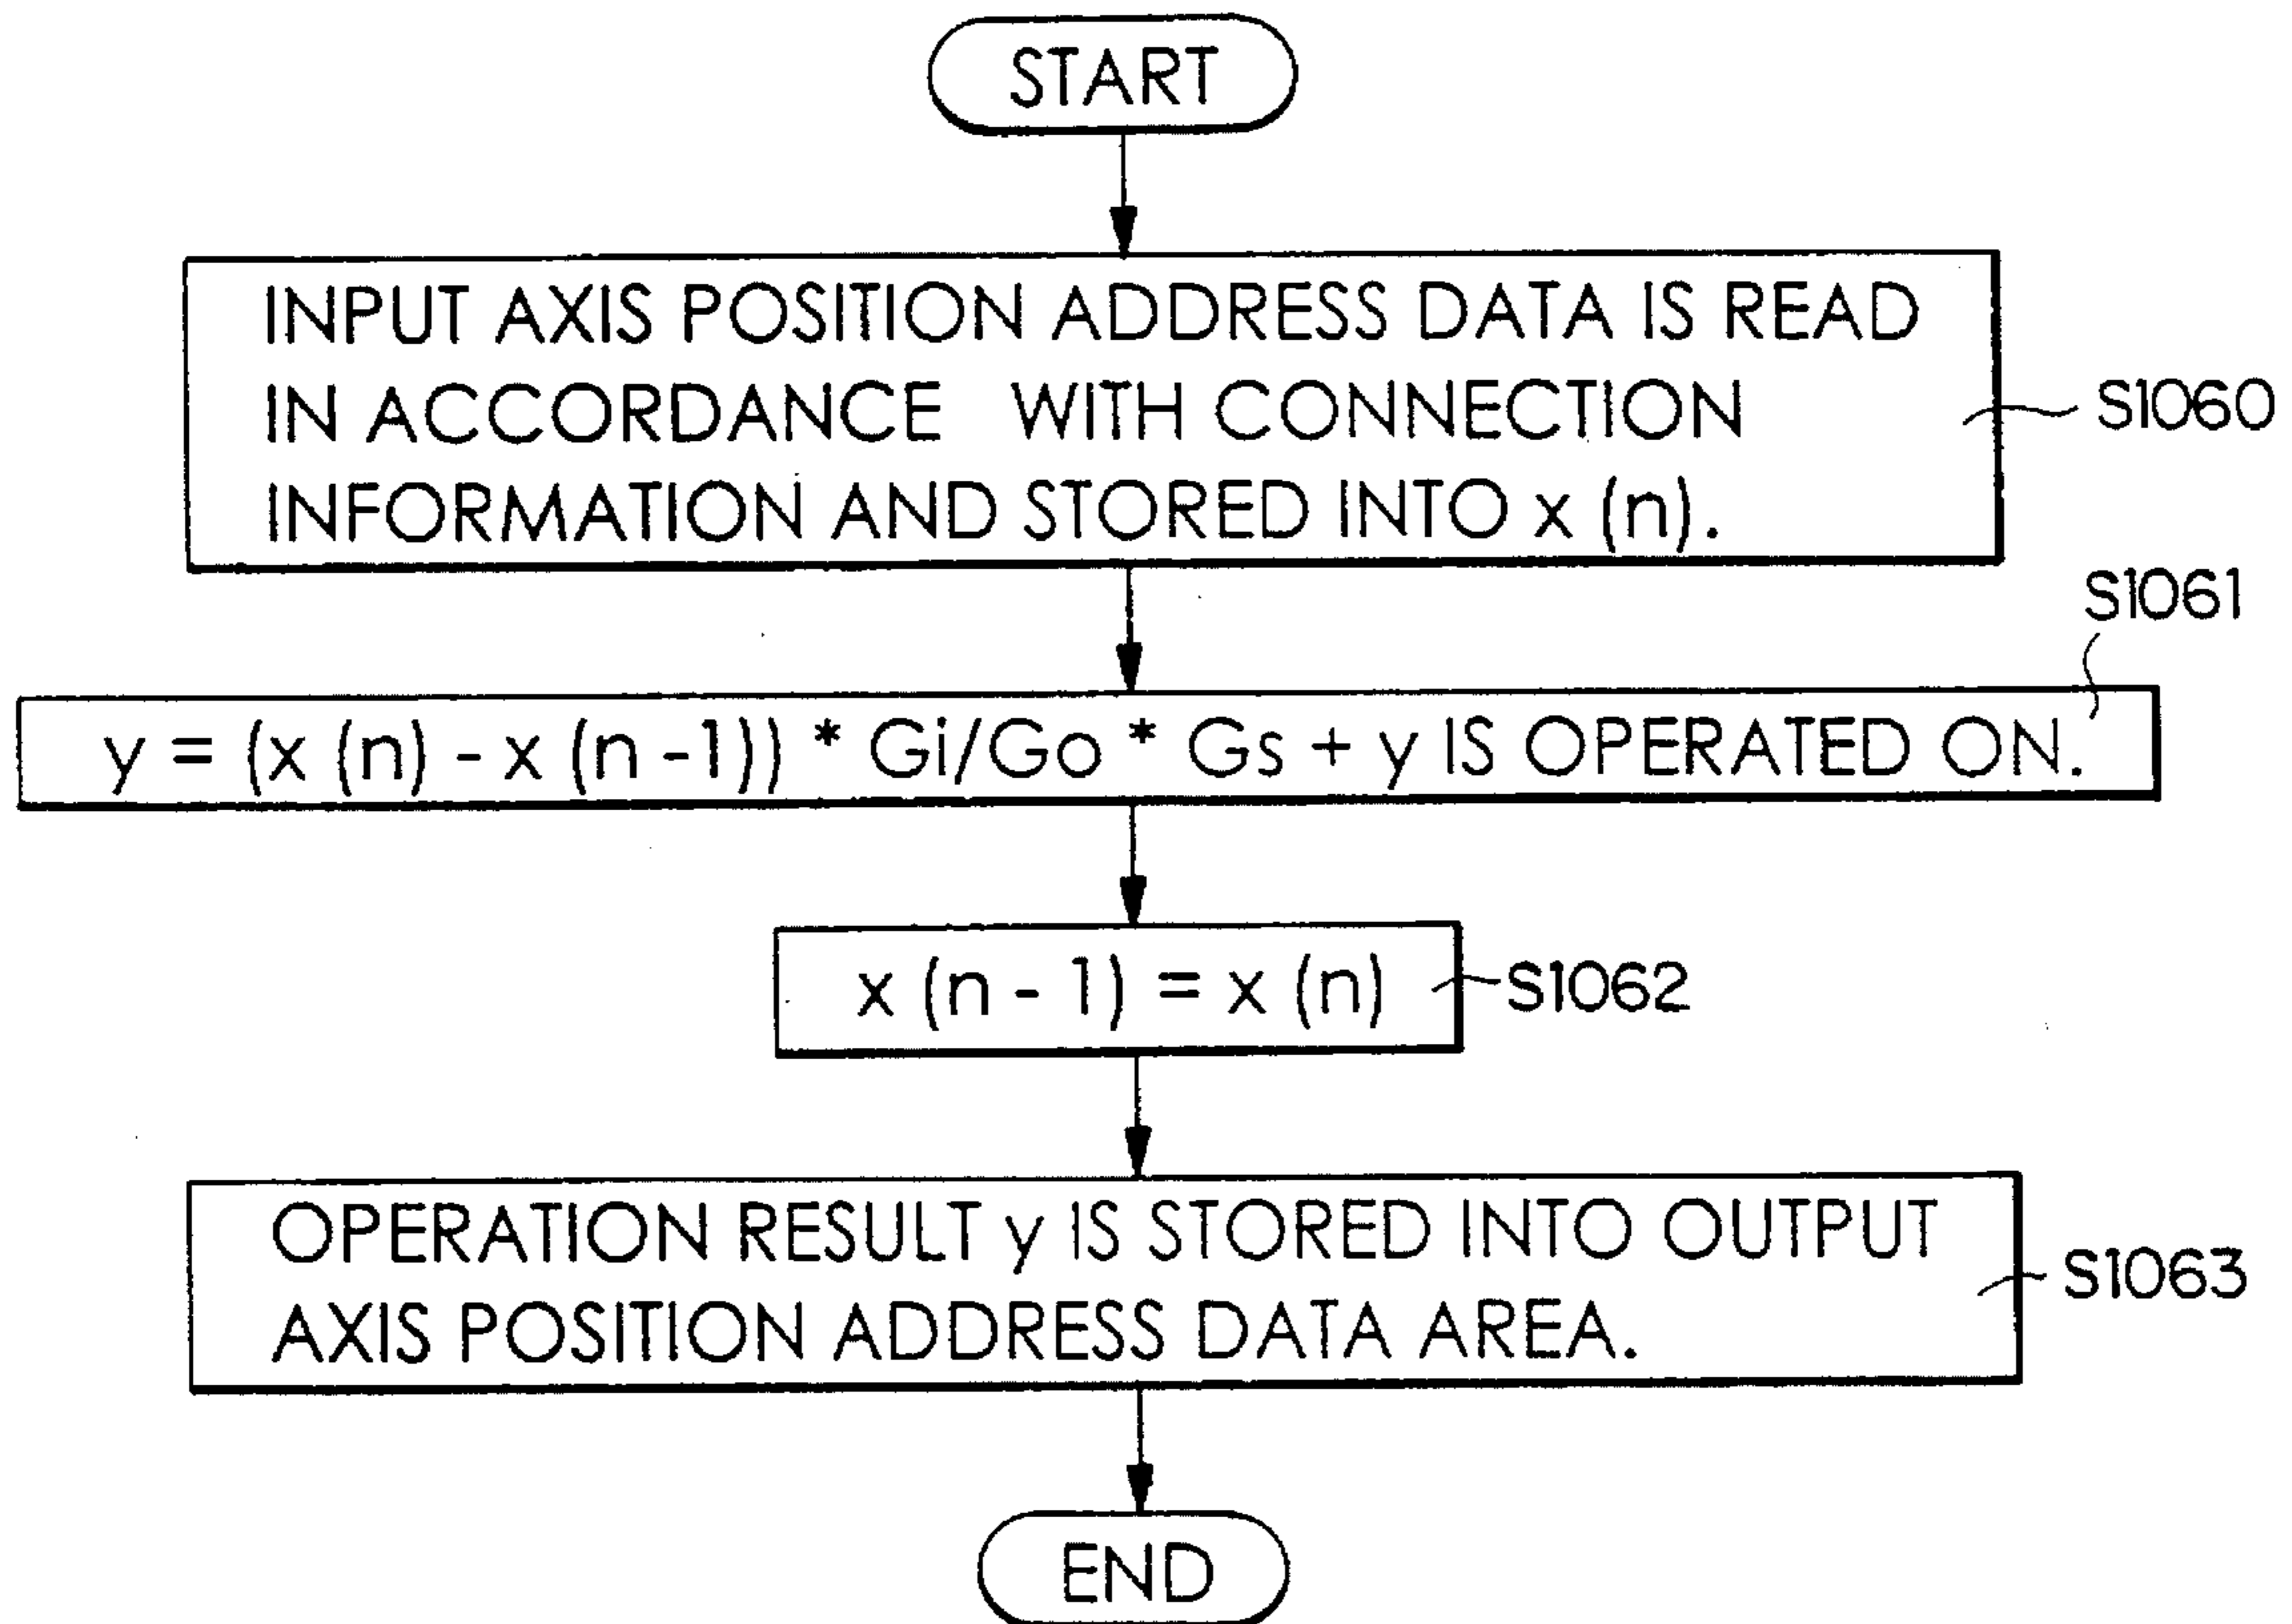 START
INPUT AXIS POSITION ADDRESS DATA IS READ
IN ACCORDANCE WITH CONNECTION
INFORMATION AND STORED INTO x (n).
S1060
S1061
y = (x (n) - x (n -1)) * Gi/Go * Gs + y IS OPERATED ON.
x (n - 1) = x (n)
S1062
OPERATION RESULT y IS STORED INTO OUTPUT
AXIS POSITION ADDRESS DATA AREA.
S1063
END